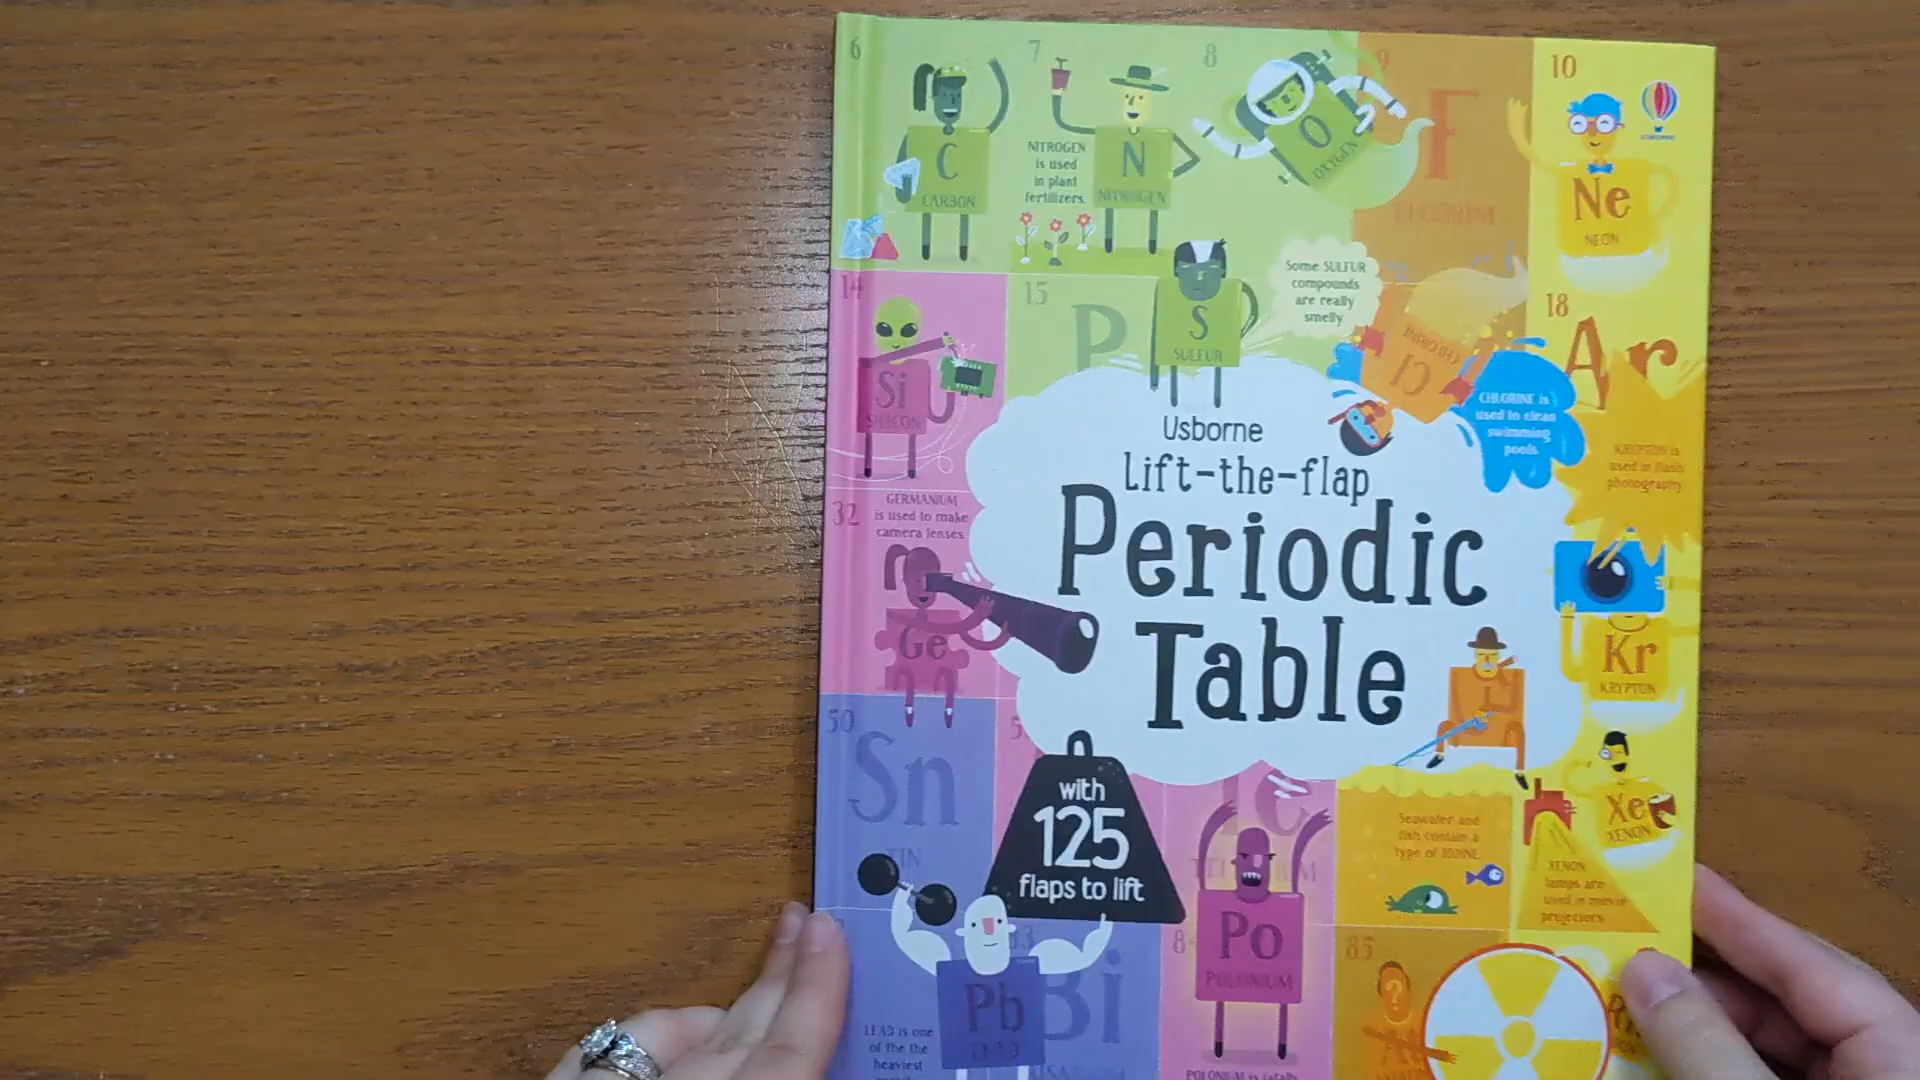 6
7
8
9
10
C
CARBON
NITROGEN
is used
in plant
fertilizers.
N
NITROGEN
O
OXYGEN
F
FLUORINE
Ne
NEON
14
Si
SILICON
15
P
S
SULFUR
Some SULFUR
compounds
are really
smelly
Cl
CHLORINE
CHLORINE is
used to clean
swimming
pools
18
Ar
KRYPTON is
used in flash
photography
Usborne
Lift-the-flap
Periodic
Table
32
GERMANIUM
is used to make
camera lenses
Ge
Kr
KRYPTON
50
Sn
TIN
5
with
125
flaps to lift
I
Seawater and
fish contain a
type of IODINE
Xe
XENON
XENON
lamps are
used in movie
projectors
Pb
LEAD
LEAD is one
of the the
heaviest
Bi
84
Po
POLONIUM
85